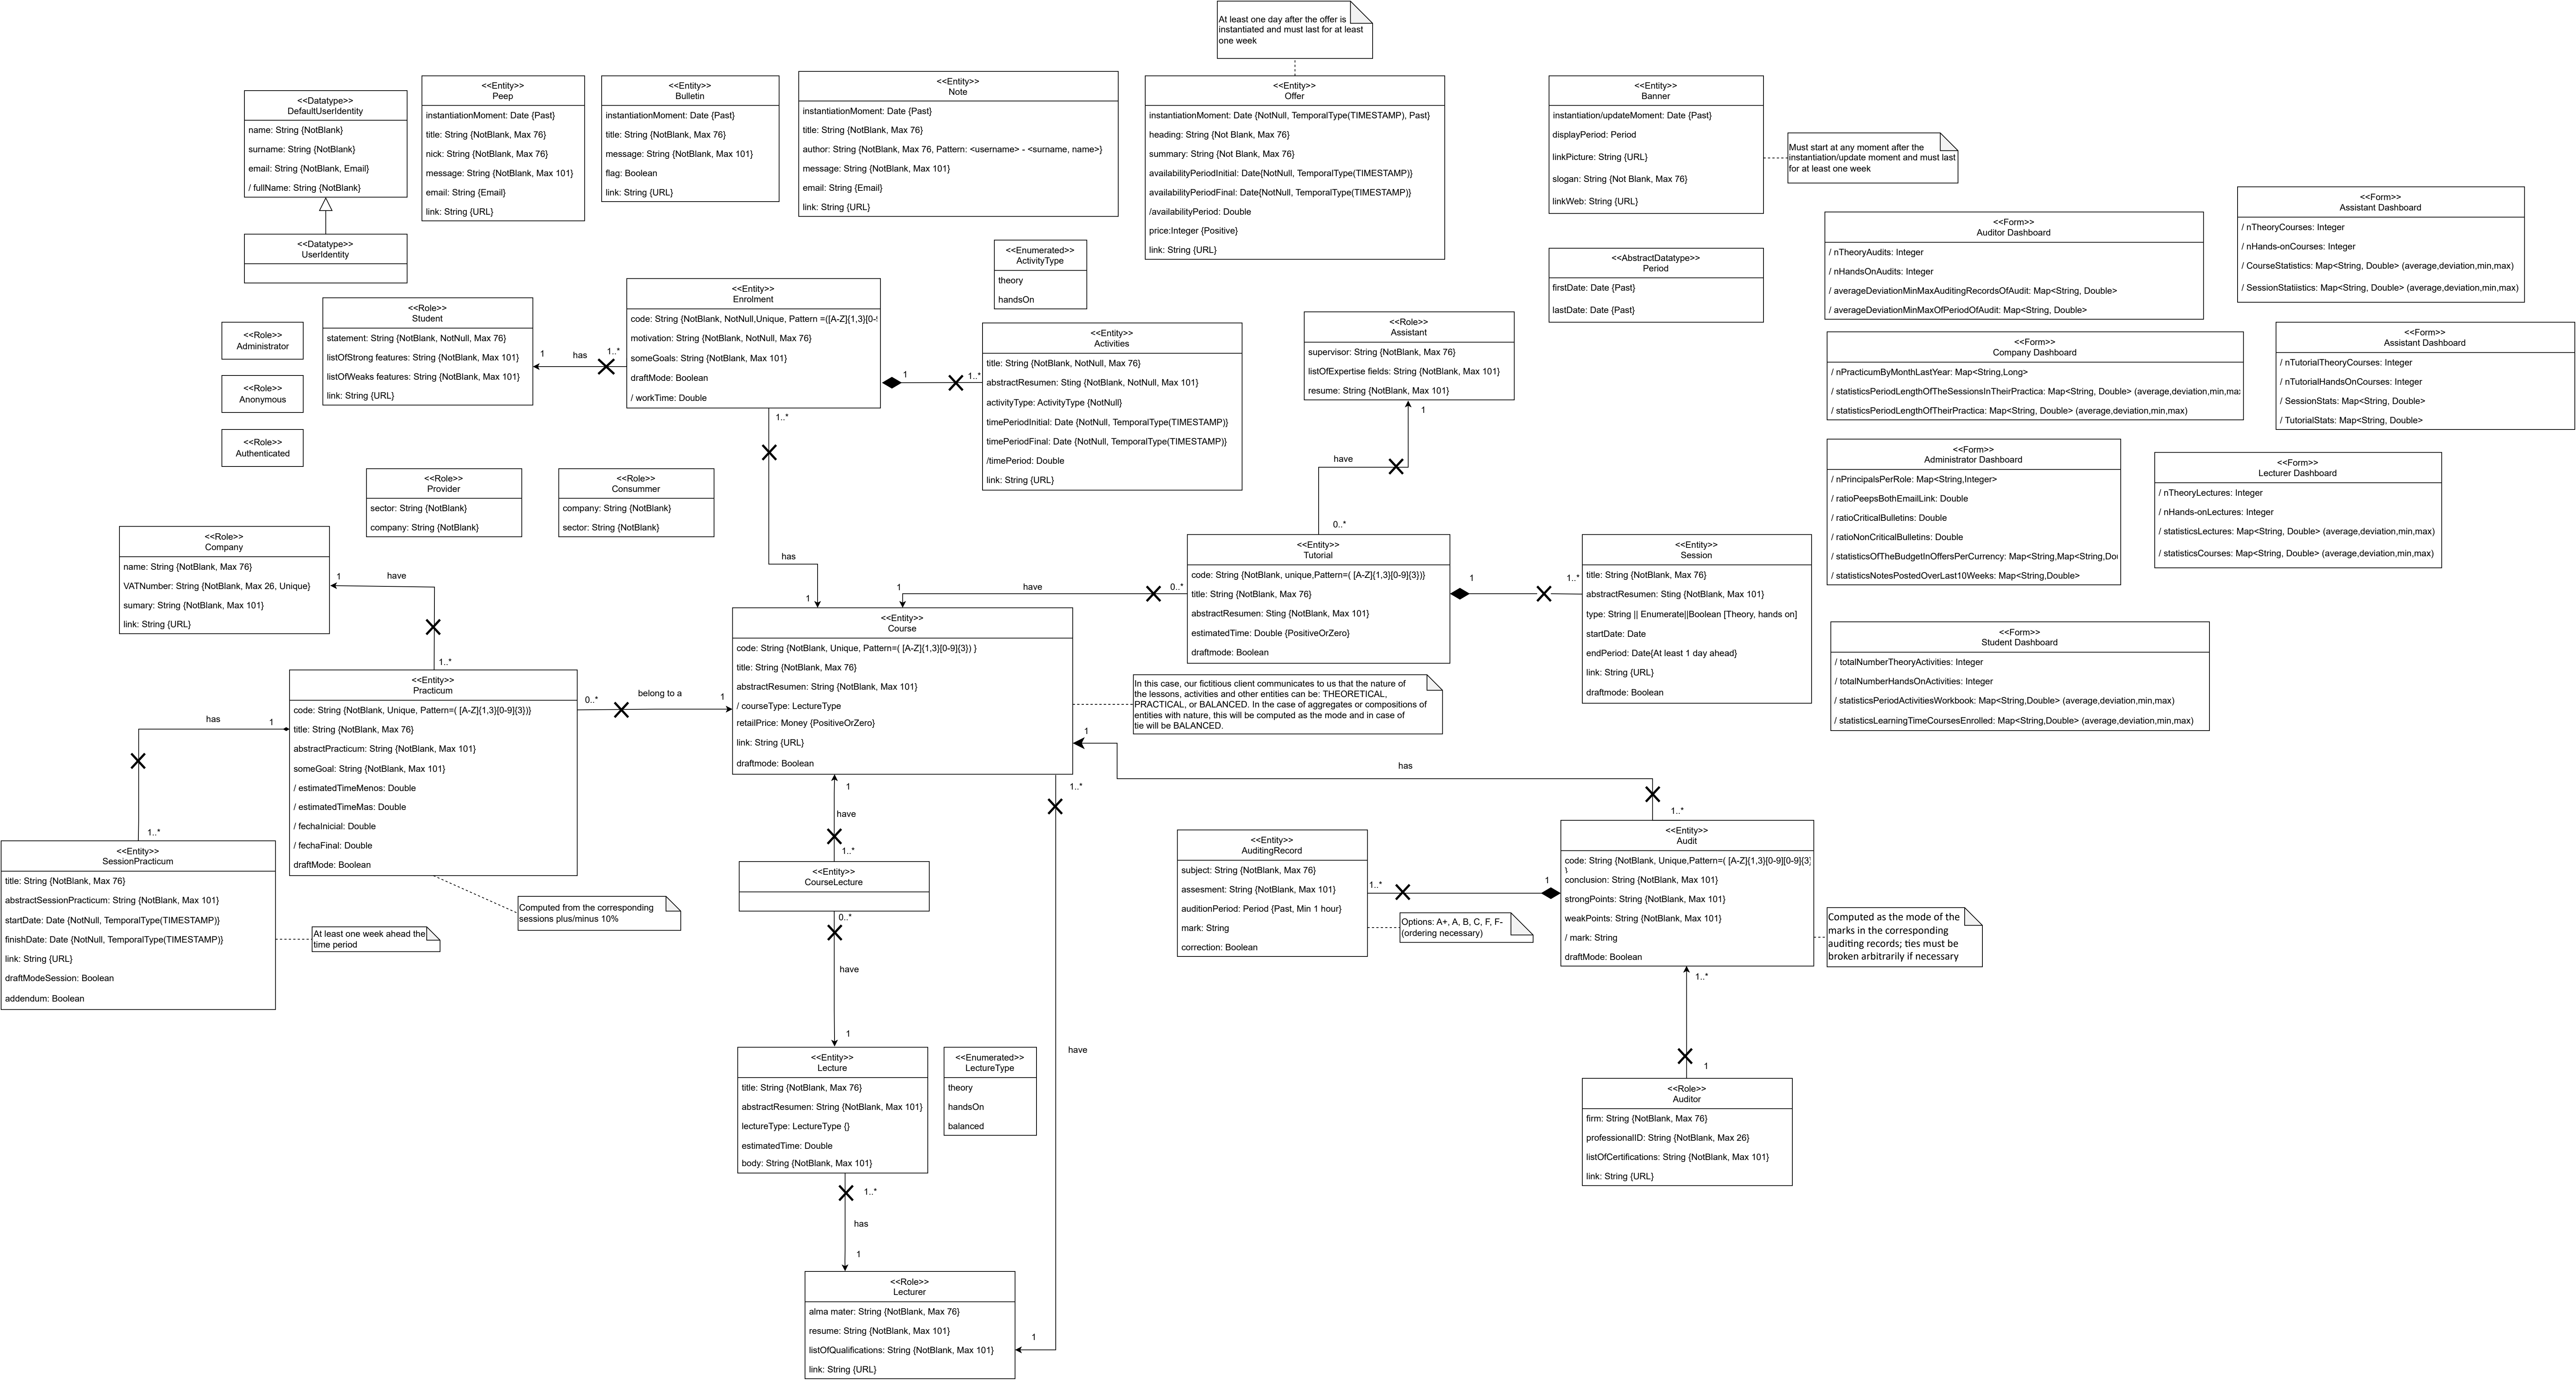 At least one day after the offer is
instantiated and must last for at least
one week
<<Datatype>>
DefaultUserIdentity
name: String {NotBlank}
surname: String {NotBlank}
email: String {NotBlank, Email}
/ fullName: String {NotBlank}
<<Datatype>>
UserIdentity
<<Entity>>
Peep
instantiationMoment: Date {Past}
title: String {NotBlank, Max 76}
nick: String {NotBlank, Max 76}
message: String {NotBlank, Max 101}
email: String {Email}
link: String {URL}
<<Entity>>
Bulletin
instantiationMoment: Date {Past}
title: String {NotBlank, Max 76}
message: String {NotBlank, Max 101}
flag: Boolean
link: String {URL}
<<Entity>>
Note
instantiationMoment: Date {Past}
title: String {NotBlank, Max 76}
author: String {NotBlank, Max 76, Pattern: <username> - <surname, name>}
message: String {NotBlank, Max 101}
email: String {Email}
link: String {URL}
<<Entity>>
Offer
instantiationMoment: Date {NotNull, TemporalType(TIMESTAMP), Past}
heading: String {Not Blank, Max 76}
summary: String {Not Blank, Max 76}
availabilityPeriodInitial: Date{NotNull, TemporalType(TIMESTAMP)}
availabilityPeriodFinal: Date{NotNull, TemporalType(TIMESTAMP)}
/availabilityPeriod: Double
price:Integer {Positive}
link: String {URL}
<<Entity>>
Banner
instantiation/updateMoment: Date {Past}
displayPeriod: Period
linkPicture: String {URL}
slogan: String {Not Blank, Max 76}
linkWeb: String {URL}
Must start at any moment after the
instantiation/update moment and must last
for at least one week
<<AbstractDatatype>>
Period
firstDate: Date {Past}
lastDate: Date {Past}
<<Form>>
Auditor Dashboard
/ nTheoryAudits: Integer
/ nHandsOnAudits: Integer
/ averageDeviationMinMaxAuditingRecordsOfAudit: Map<String, Double>
/ averageDeviationMinMaxOfPeriodOfAudit: Map<String, Double>
<<Form>>
Assistant Dashboard
/ nTheoryCourses: Integer
/ nHands-onCourses: Integer
/ CourseStatistics: Map<String, Double> (average,deviation,min,max)
/ SessionStatiistics: Map<String, Double> (average,deviation,min,max)
<<Form>>
Company Dashboard
/ nPracticumByMonthLastYear: Map<String,Long>
/ statisticsPeriodLengthOfTheSessionsInTheirPractica: Map<String, Double> (average,deviation,min,max
/ statisticsPeriodLengthOfTheirPractica: Map<String, Double> (average,deviation,min,max)
<<Form>>
Assistant Dashboard
/ nTutorialTheoryCourses: Integer
/ nTutorialHandsOnCourses: Integer
/ SessionStats: Map<String, Double>
/ TutorialStats: Map<String, Double>
<<Form>>
Administrator Dashboard
/ nPrincipalsPerRole: Map<String,Integer>
/ ratioPeepsBothEmailLink: Double
/ ratioCriticalBulletins: Double
/ ratioNonCriticalBulletins: Double
/ statisticsOfTheBudgetInOffersPerCurrency: Map<String,Map<String,Dou
/ statisticsNotesPostedOverLast10Weeks: Map<String,Double>
<<Form>>
Lecturer Dashboard
/ nTheoryLectures: Integer
/ nHands-onLectures: Integer
/ statisticsLectures: Map<String, Double> (average,deviation,min,max)
/ statisticsCourses: Map<String, Double> (average,deviation,min,max)
<<Form>>
Student Dashboard
/ totalNumberTheoryActivities: Integer
/ totalNumberHandsOnActivities: Integer
/ statisticsPeriodActivitiesWorkbook: Map<String,Double> (average,deviation,min,max)
/ statisticsLearningTimeCoursesEnrolled: Map<String,Double> (average,deviation,min,max)
<<Role>>
Administrator
<<Role>>
Anonymous
<<Role>>
Authenticated
<<Role>>
Student
statement: String {NotBlank, NotNull, Max 76}
listOfStrong features: String {NotBlank, Max 101}
listOfWeaks features: String {NotBlank, Max 101}
link: String {URL}
1
has
1..*
<<Entity>>
Enrolment
code: String {NotBlank, NotNull,Unique, Pattern =([A-Z]{1,3}[0-9
motivation: String {NotBlank, NotNull, Max 76}
someGoals: String {NotBlank, Max 101}
draftMode: Boolean
/ workTime: Double
1
1..*
<<Enumerated>>
ActivityType
theory
handsOn
<<Entity>>
Activities
title: String {NotBlank, NotNull, Max 76}
abstractResumen: Sting {NotBlank, NotNull, Max 101}
activityType: ActivityType {NotNull}
timePeriodInitial: Date {NotNull, TemporalType(TIMESTAMP)}
timePeriodFinal: Date {NotNull, TemporalType(TIMESTAMP)}
/timePeriod: Double
link: String {URL}
1..*
has
1
<<Role>>
Assistant
supervisor: String {NotBlank, Max 76}
listOfExpertise fields: String {NotBlank, Max 101}
resume: String {NotBlank, Max 101}
1
have
0..*
<<Role>>
Provider
sector: String {NotBlank}
company: String {NotBlank}
<<Role>>
Consummer
company: String {NotBlank}
sector: String {NotBlank}
<<Role>>
Company
name: String {NotBlank, Max 76}
VATNumber: String {NotBlank, Max 26, Unique}
sumary: String {NotBlank, Max 101}
link: String {URL}
1
have
1..*
<<Entity>>
Tutorial
code: String {NotBlank, unique,Pattern=( [A-Z]{1,3}[0-9]{3})}
title: String {NotBlank, Max 76}
abstractResumen: Sting {NotBlank, Max 101}
estimatedTime: Double {PositiveOrZero}
draftmode: Boolean
1
have
0..*
1
1..*
<<Entity>>
Session
title: String {NotBlank, Max 76}
abstractResumen: Sting {NotBlank, Max 101}
type: String || Enumerate||Boolean [Theory, hands on]
startDate: Date
endPeriod: Date{At least 1 day ahead}
link: String {URL}
draftmode: Boolean
<<Entity>>
Course
code: String {NotBlank, Unique, Pattern=( [A-Z]{1,3}[0-9]{3}) }
title: String {NotBlank, Max 76}
abstractResumen: String {NotBlank, Max 101}
/ courseType: LectureType
retailPrice: Money {PositiveOrZero}
link: String {URL}
draftmode: Boolean
In this case, our fictitious client communicates to us that the nature of
the lessons, activities and other entities can be: THEORETICAL,
PRACTICAL, or BALANCED. In the case of aggregates or compositions of
entities with nature, this will be computed as the mode and in case of
tie will be BALANCED.
<<Entity>>
Practicum
code: String {NotBlank, Unique, Pattern=( [A-Z]{1,3}[0-9]{3})}
title: String {NotBlank, Max 76}
abstractPracticum: String {NotBlank, Max 101}
someGoal: String {NotBlank, Max 101}
/ estimatedTimeMenos: Double
/ estimatedTimeMas: Double
/ fechaInicial: Double
/ fechaFinal: Double
draftMode: Boolean
0..*
belong to a
1
has
1
1..*
<<Entity>>
SessionPracticum
title: String {NotBlank, Max 76}
abstractSessionPracticum: String {NotBlank, Max 101}
startDate: Date {NotNull, TemporalType(TIMESTAMP)}
finishDate: Date {NotNull, TemporalType(TIMESTAMP)}
link: String {URL}
draftModeSession: Boolean
addendum: Boolean
At least one week ahead the
time period
Computed from the corresponding
sessions plus/minus 10%
1
have
1..*
<<Entity>>
CourseLecture
0..*
have
1
<<Entity>>
Lecture
title: String {NotBlank, Max 76}
abstractResumen: String {NotBlank, Max 101}
lectureType: LectureType {}
estimatedTime: Double
body: String {NotBlank, Max 101}
<<Enumerated>>
LectureType
theory
handsOn
balanced
1..*
has
1
<<Role>>
Lecturer
alma mater: String {NotBlank, Max 76}
resume: String {NotBlank, Max 101}
listOfQualifications: String {NotBlank, Max 101}
link: String {URL}
1..*
have
1
1
has
1..*
<<Entity>>
AuditingRecord
subject: String {NotBlank, Max 76}
assesment: String {NotBlank, Max 101}
auditionPeriod: Period {Past, Min 1 hour}
mark: String
correction: Boolean
1..*
1
Options: A+, A, B, C, F, F-
(ordering necessary)
<<Entity>>
Audit
code: String {NotBlank, Unique,Pattern=( [A-Z]{1,3}[0-9][0-9]{3}
}
conclusion: String {NotBlank, Max 101}
strongPoints: String {NotBlank, Max 101}
weakPoints: String {NotBlank, Max 101}
/ mark: String
draftMode: Boolean
Computed as the mode of the
marks in the corresponding
auditing records; ties must be
broken arbitrarily if necessary
1..*
1
<<Role>>
Auditor
firm: String {NotBlank, Max 76}
professionalID: String {NotBlank, Max 26}
listOfCertifications: String {NotBlank, Max 101}
link: String {URL}